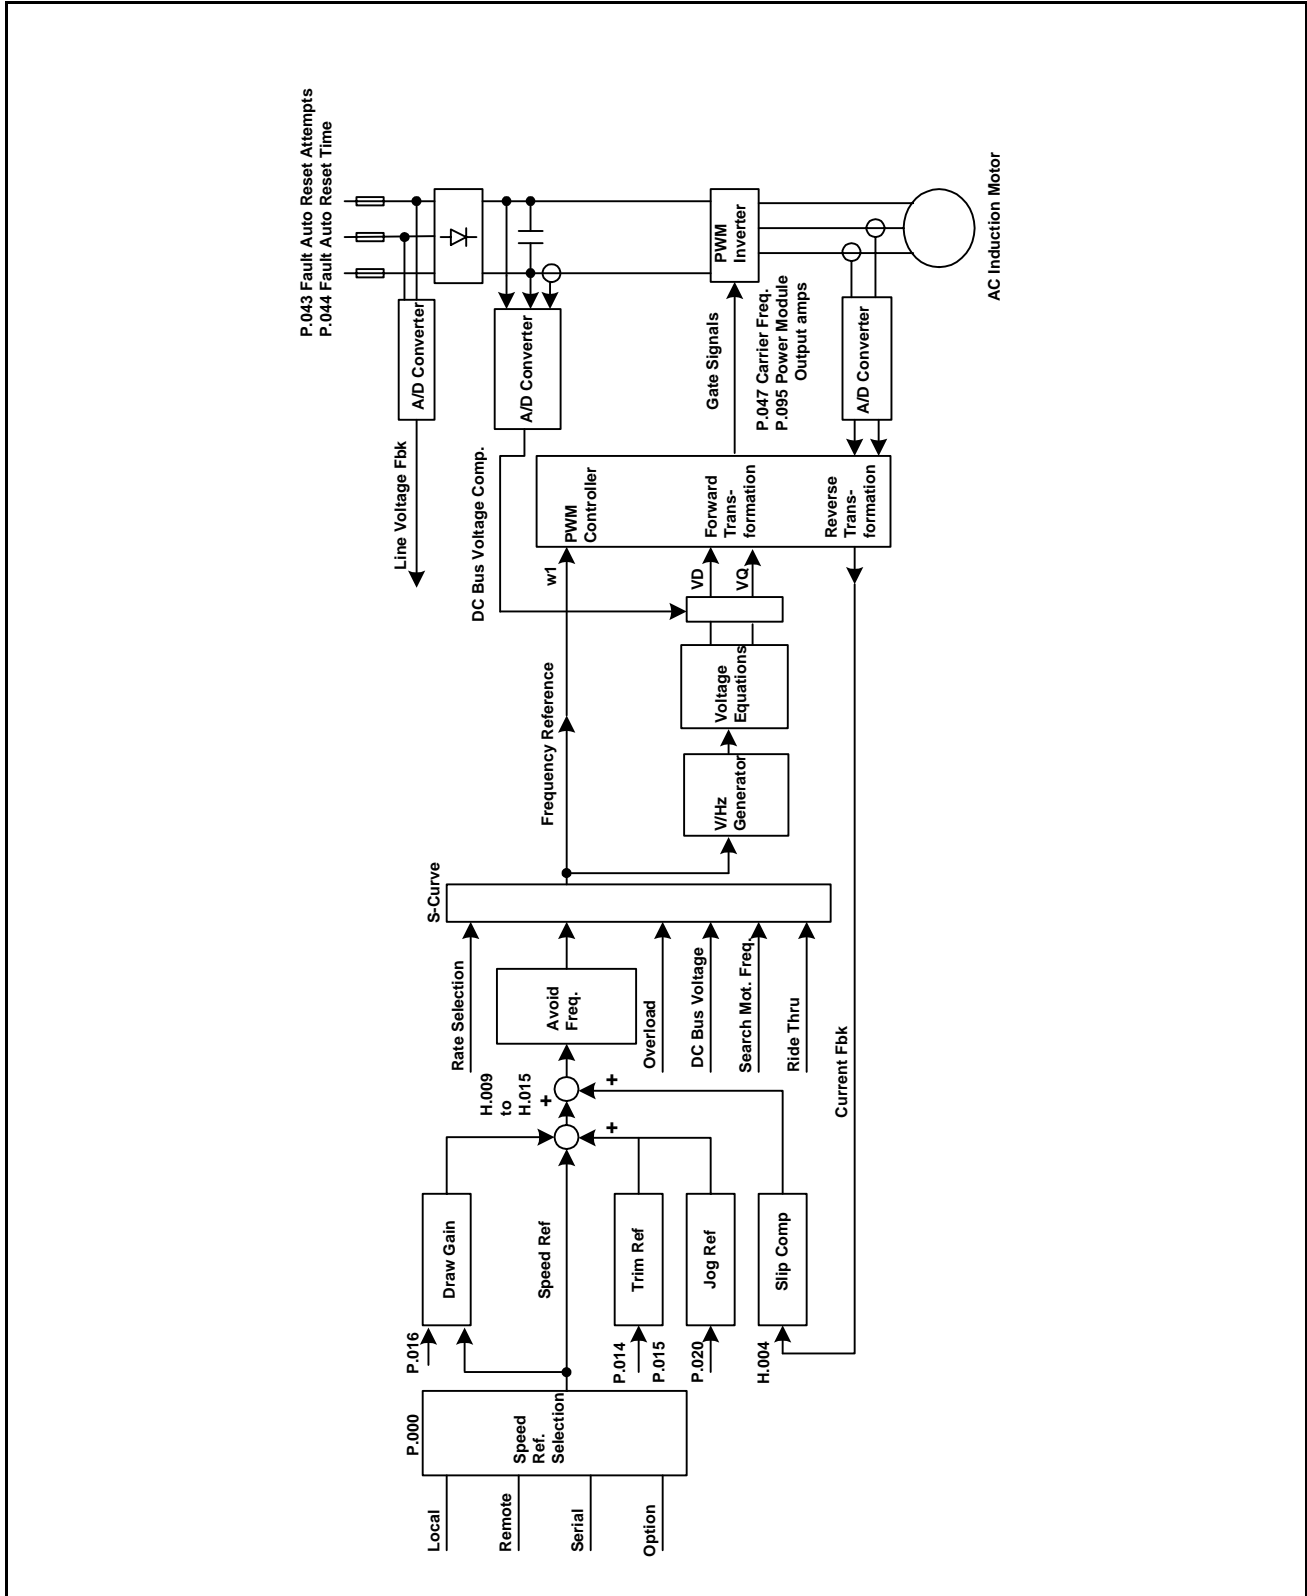 Local
Remote
Serial
Option
P.000
Speed
Ref.
Selection
P.016
Draw Gain
Speed Ref
P.014
P.015
Trim Ref
P.020
Jog Ref
H.004
Slip Comp
+
+
+
H.009
to
H.015
Avoid
Freq.
Rate Selection
Overload
DC Bus Voltage
Search Mot. Freq.
Ride Thru
S-Curve
Current Fbk
Frequency Reference
V/Hz
Generator
Voltage
Equations
VD
VQ
w1
DC Bus Voltage Comp.
Line Voltage Fbk
PWM
Controller
Forward
Trans-
formation
Reverse
Trans-
formation
A/D Converter
A/D Converter
A/D Converter
Gate Signals
P.047 Carrier Freq.
P.095 Power Module
Output amps
P.043 Fault Auto Reset Attempts
P.044 Fault Auto Reset Time
PWM
Inverter
AC Induction Motor